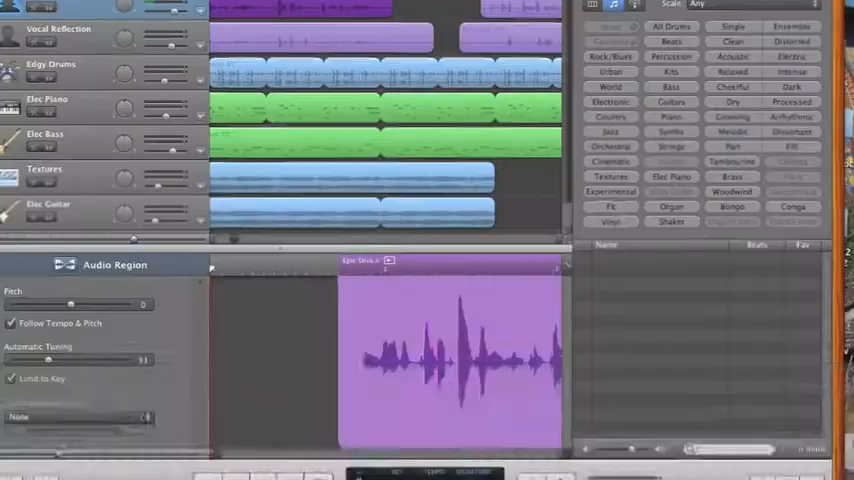 Scale: Any
Vocal Reflection
All Drums Single Ensemble
Beats Clean Distorted
Rock/Blues Percussion Acoustic Electric
Edgy Drums
Urban Kits Relaxed Intense
World Bass Cheerful Dark
Elec Piano
Electronic Guitars Dry Processed
Country Piano Grooving Arrhythmic
Elec Bass
Jazz Synths Melodic Dissonant
Orchestral Strings Part Fill
Cinematic Tambourine
Textures
Textures Elec Piano Brass
Experimental Woodwind
Elec Guitar
FX Organ Bongo Conga
Vinyl Shaker
Name Beats Fav
Audio Region
Epic Diva
1
Pitch
0
Follow Tempo & Pitch
Automatic Tuning
Limit to Key
None